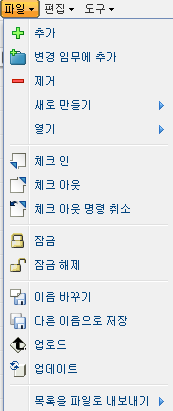 파일 편집 도구
추가
변경 임무에 추가
제거
새로 만들기
열기
체크 인
체크 아웃
체크 아웃 명령 취소
잠금
잠금 해제
이름 바꾸기
다른 이름으로 저장
업로드
업데이트
목록을 파일로 내보내기